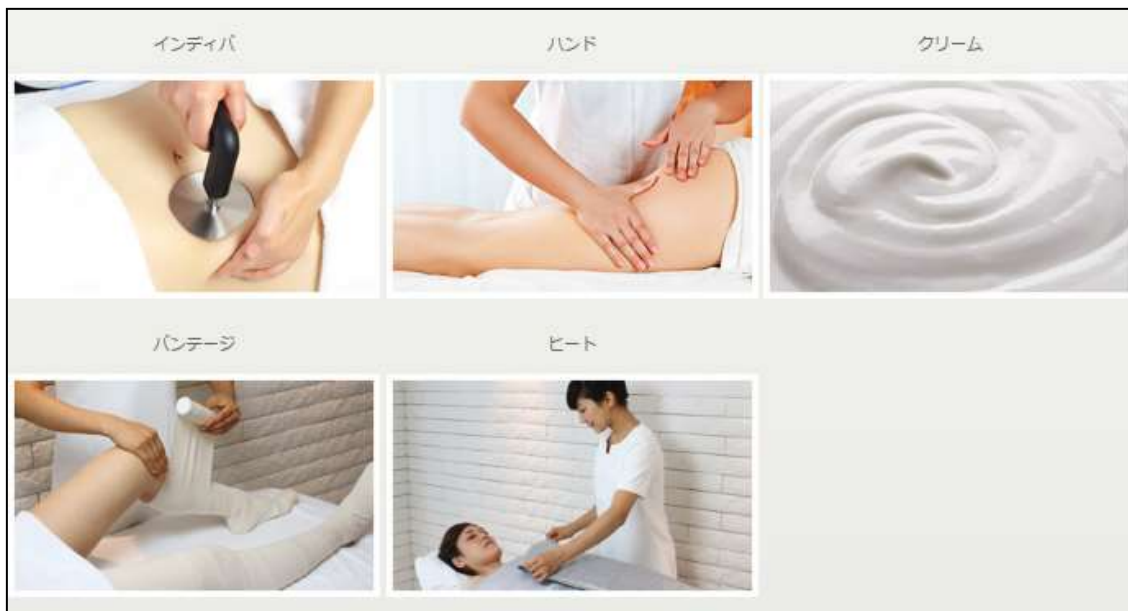 インディバ
ハンド
クリーム
バンテージ
ヒート